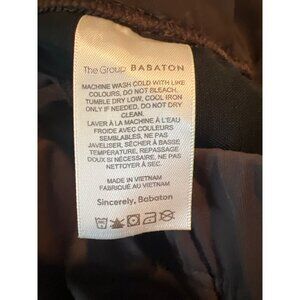 The Group BABATON
MACHINE WASH COLD WITH LIKE
COLOURS, DO NOT BLEACH,
TUMBLE DRY LOW, COOL IRON
ONLY IF NEEDED, DO NOT DRY
CLEAN.
LAVER À LA MACHINE À L'EAU
FROIDE AVEC COULEURS
SEMBLABLES, NE PAS
JAVELISER, SÉCHER À BASSE
TEMPÉRATURE, REPASSAGE
DOUX SI NÉCESSAIRE, NE PAS
NETTOYER À SEC.
MADE IN VIETNAM
FABRIQUÉ AU VIETNAM
Sincerely, Babaton